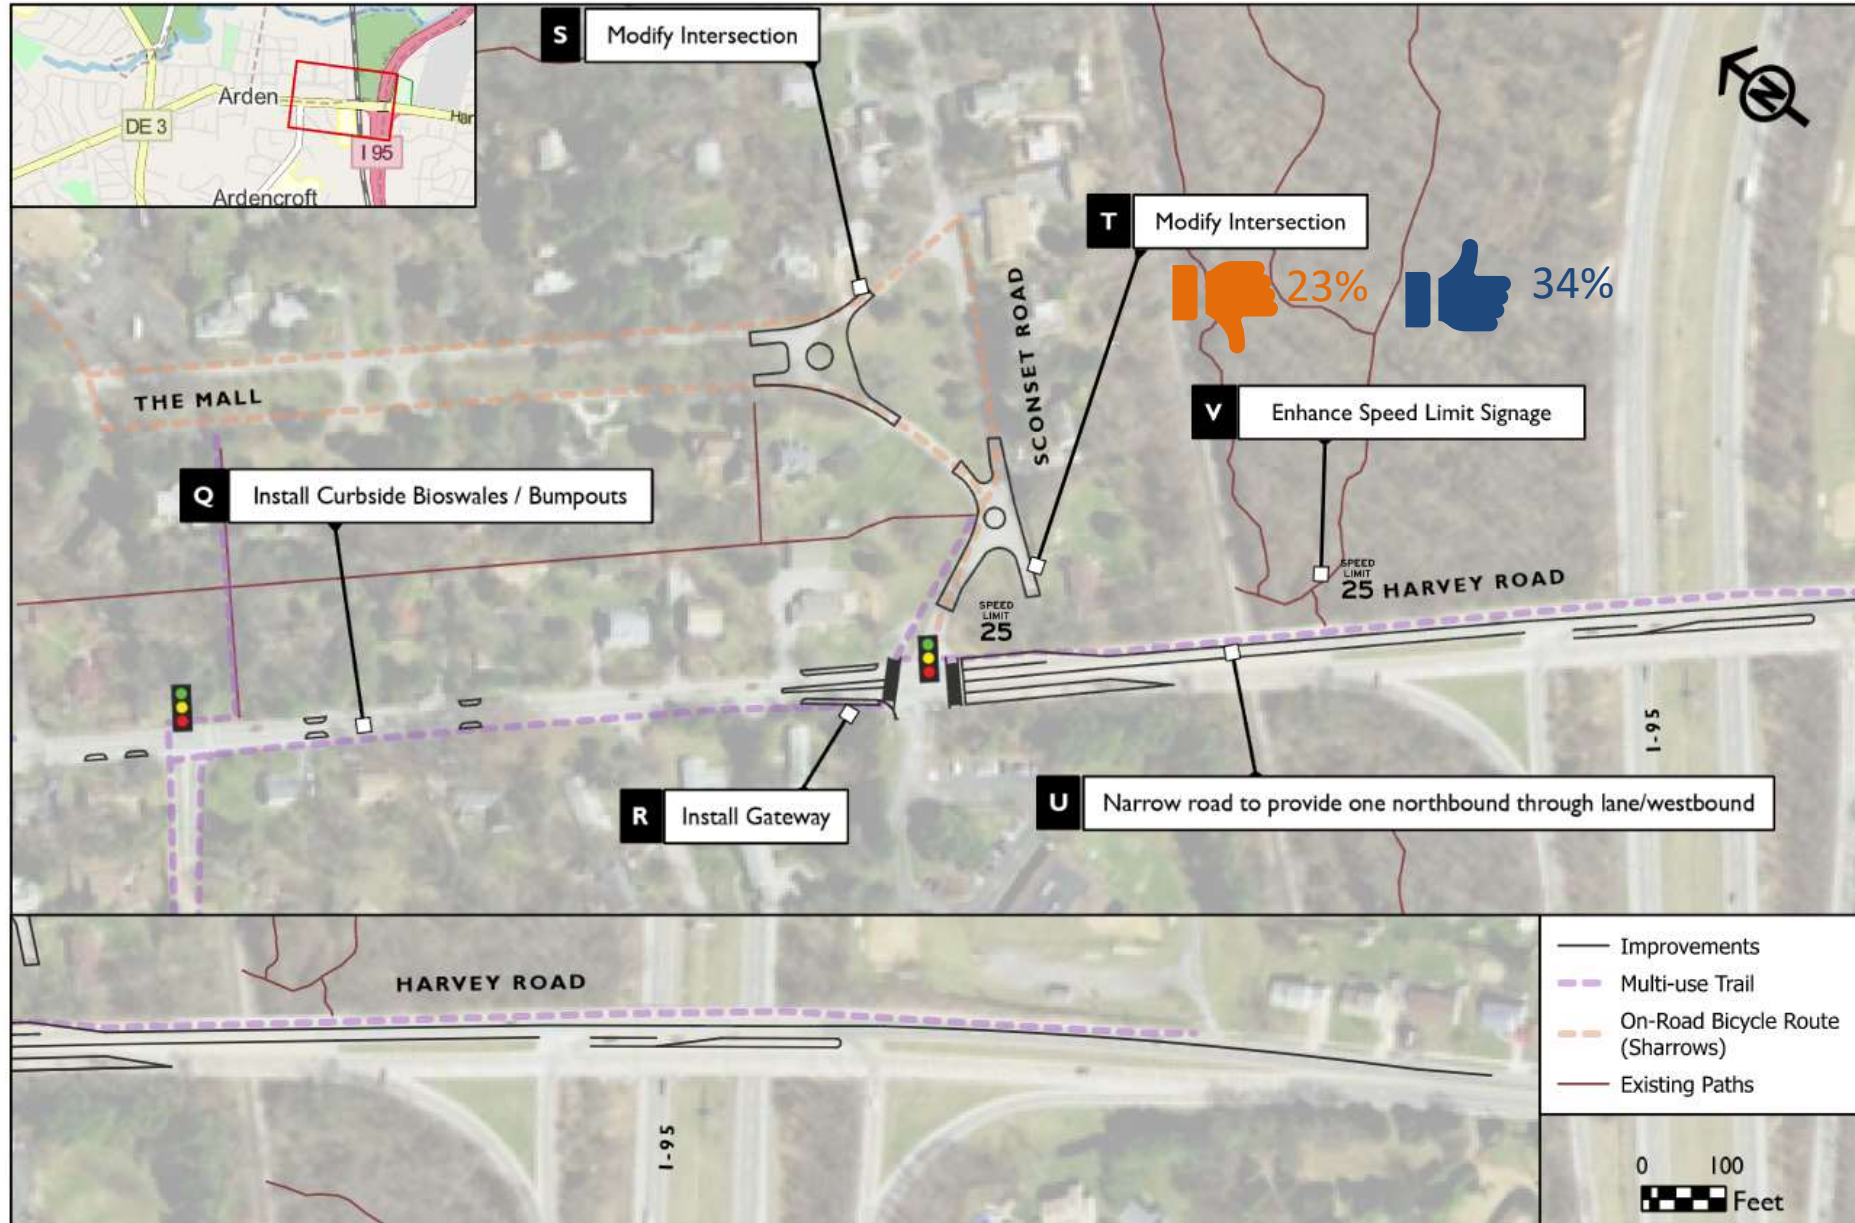 Arden
DE 3
Har
I 95
Ardencroft
S
Modify Intersection
N
T
Modify Intersection
23%
34%
SCONSET ROAD
THE MALL
V
Enhance Speed Limit Signage
Q
Install Curbside Bioswales / Bumpouts
SPEED
LIMIT
25
HARVEY ROAD
SPEED
LIMIT
25
I-95
R
Install Gateway
U
Narrow road to provide one northbound through lane/westbound
HARVEY ROAD
I-95
Improvements
Multi-use Trail
On-Road Bicycle Route
(Sharrows)
Existing Paths
0 100
Feet